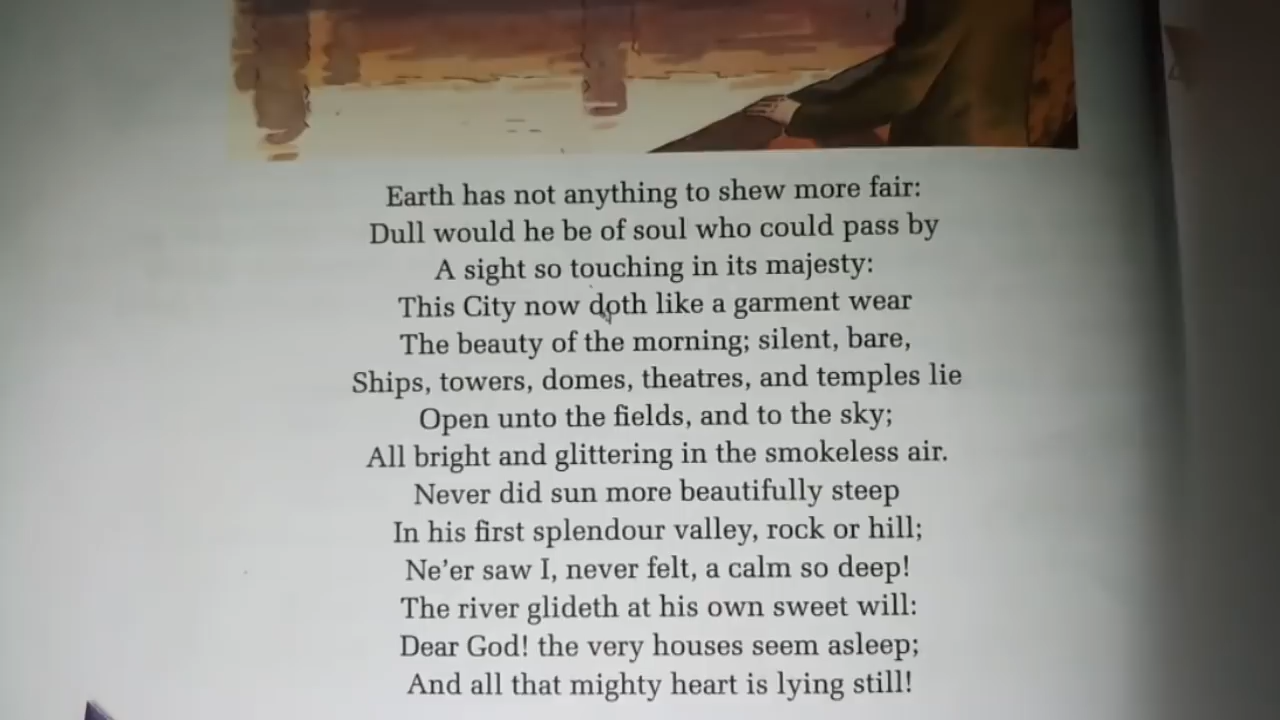 Earth has not anything to shew more fair:
Dull would he be of soul who could pass by
A sight so touching in its majesty:
This City now doth like a garment wear
The beauty of the morning; silent, bare,
Ships, towers, domes, theatres, and temples lie
Open unto the fields, and to the sky;
All bright and glittering in the smokeless air.
Never did sun more beautifully steep
In his first splendour valley, rock or hill;
Ne’er saw I, never felt, a calm so deep!
The river glideth at his own sweet will:
Dear God! the very houses seem asleep;
And all that mighty heart is lying still!